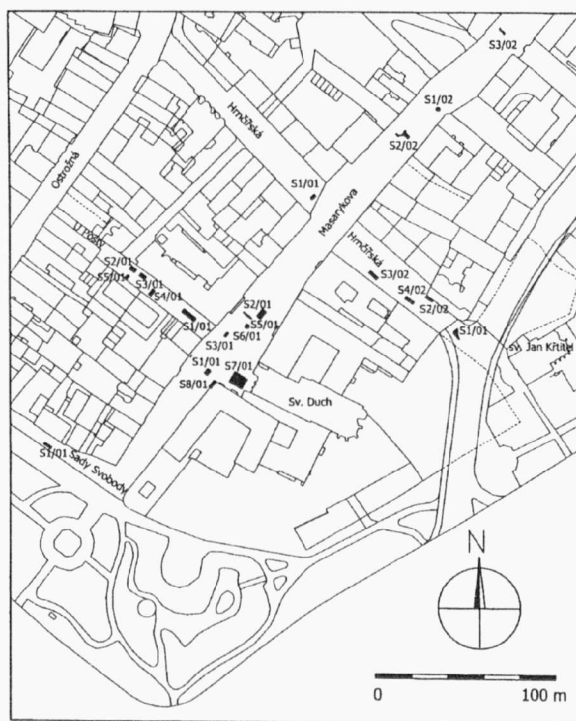 S3/02
S1/02
S2/02
Hrnčířská
Ostrožná
S1/01
Masarykova
Hrnčířská
U Pošty
S2/01
S5/01
S3/01
S4/01
S3/02
S4/02
S2/02
S1/01
S2/01
S5/01
S6/01
S3/01
S1/01
sv. Jan Křtitel
S1/01
S7/01
S8/01
Sv. Duch
S1/01
Sady Svobody
N
0
100 m